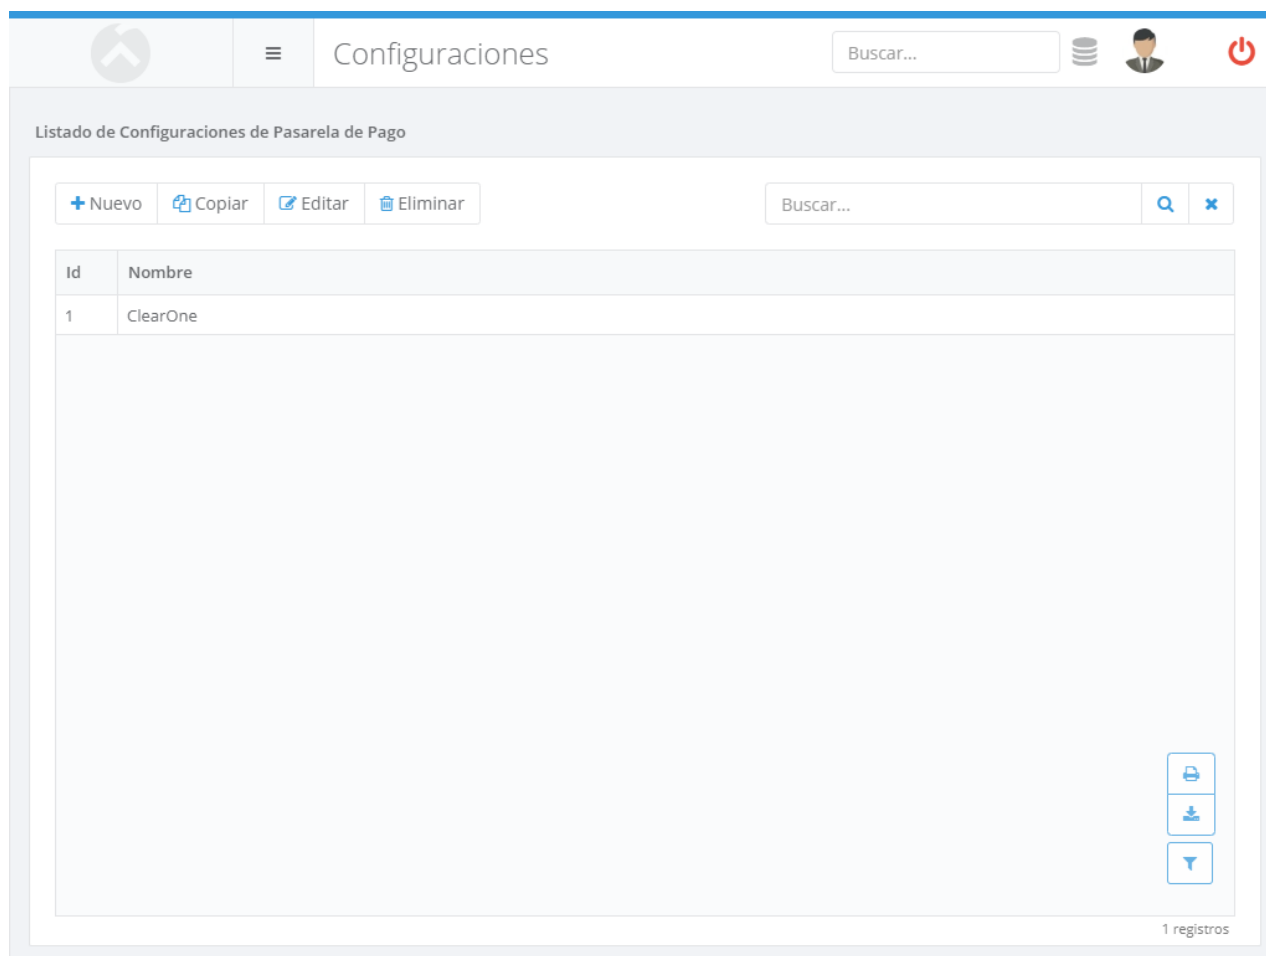 Configuraciones
Buscar...
Listado de Configuraciones de Pasarela de Pago
Nuevo Copiar Editar Eliminar
Buscar...
Id Nombre
1 ClearOne
1 registros